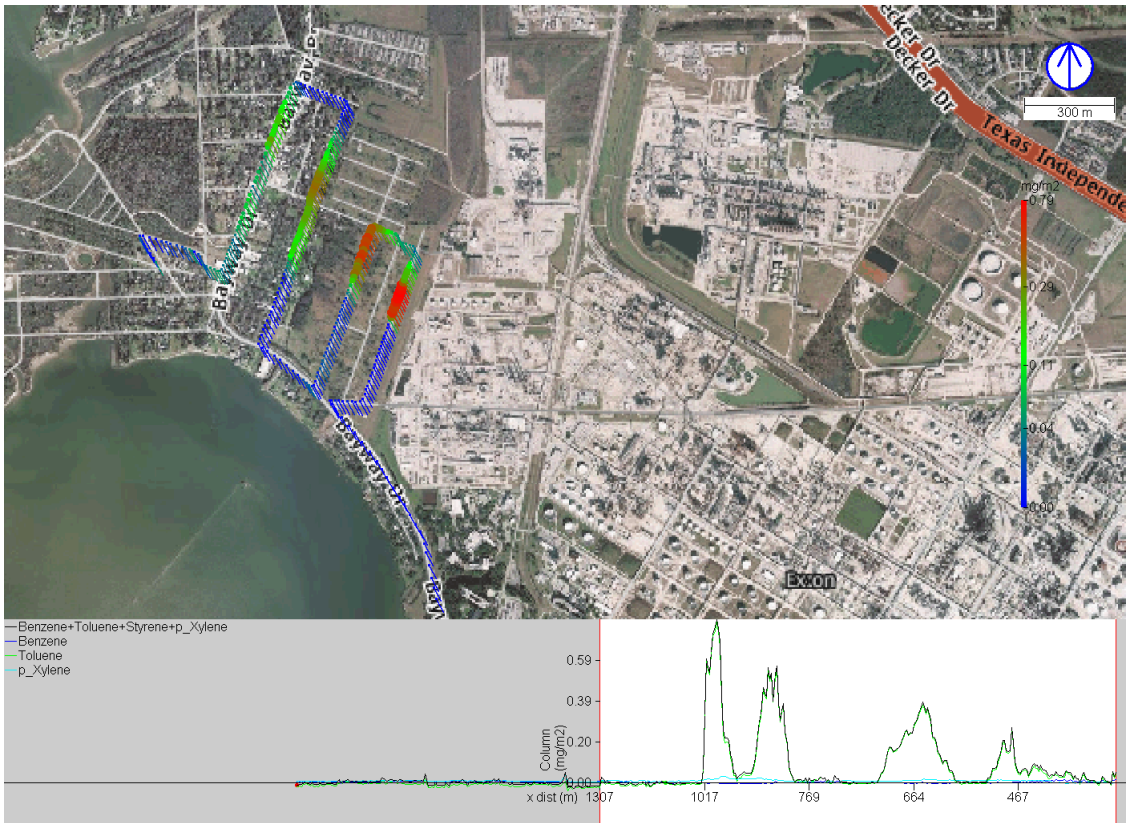 ecker Dr
Decker Dr
Texas Independe
300 m
Bayway Dr
mg/m2
0.79
0.29
0.11
0.04
0.00
Bayway Dr
Bayway Dr
Bayw
Exxon
Benzene+Toluene+Styrene+p_Xylene
Benzene
Toluene
p_Xylene
Column
(mg/m2)
0.59
0.39
0.20
0.00
x dist (m) 1307 1017 769 664 467